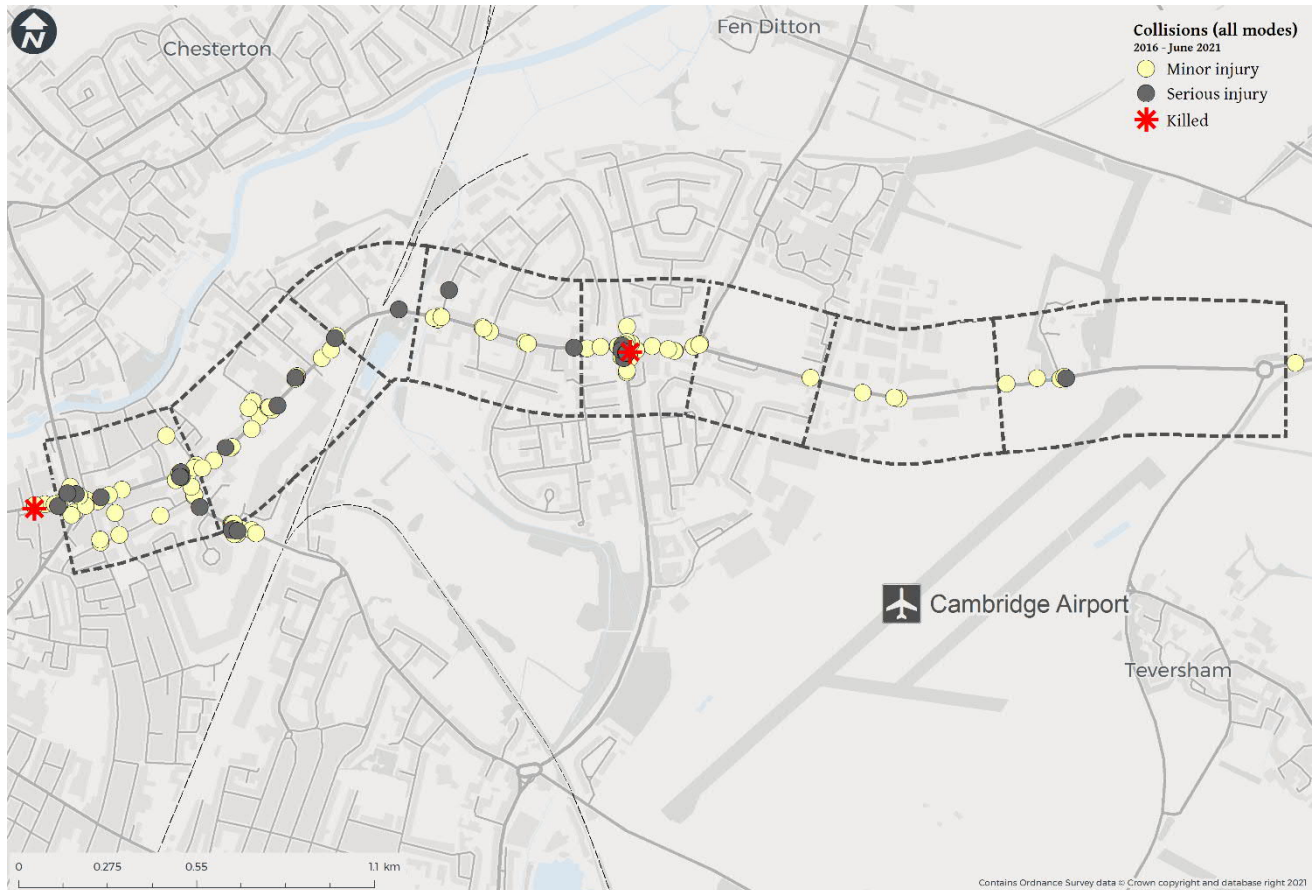 N
Chesterton
Fen Ditton
Collisions (all modes)
2016 - June 2021
Minor injury
Serious injury
Killed
Cambridge Airport
Teversham
0 0.275 0.55 1.1 km
Contains Ordnance Survey data © Crown copyright and database right 2021